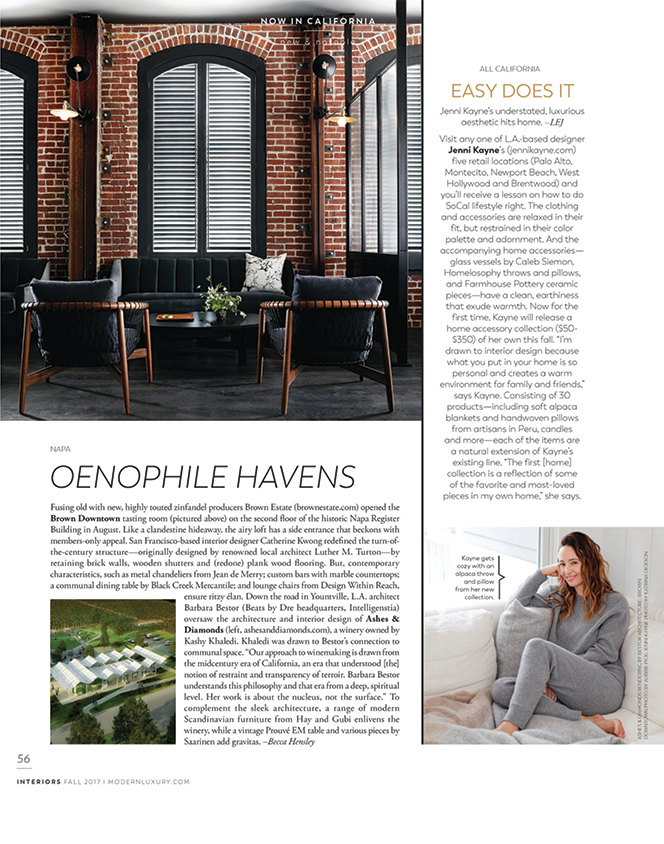 NOW IN CALIFORNIA
new & notable
NAPA
OENOPHILE HAVENS
Fusing old with new, highly touted zinfandel producers Brown Estate (brownestate.com) opened the
Brown Downtown tasting room (pictured above) on the second floor of the historic Napa Register
Building in August. Like a clandestine hideaway, the airy loft has a side entrance that beckons with
members-only appeal. San Francisco-based interior designer Catherine Kwong redefined the turn-of-
the-century structure—originally designed by renowned local architect Luther M. Turton—by
retaining brick walls, wooden shutters and (redone) plank wood flooring. But, contemporary
characteristics, such as metal chandeliers from Jean de Merry; custom bars with marble countertops;
a communal dining table by Black Creek Mercantile; and lounge chairs from Design Within Reach,
ensure ritzy élan. Down the road in Yountville, L.A. architect
Barbara Bestor (Beats by Dre headquarters, Intelligenstia)
oversaw the architecture and interior design of Ashes &
Diamonds (left, ashesanddiamonds.com), a winery owned by
Kashy Khaledi. Khaledi was drawn to Bestor's connection to
communal space. "Our approach to winemaking is drawn from
the midcentury era of California, an era that understood [the]
notion of restraint and transparency of terroir. Barbara Bestor
understands this philosophy and that era from a deep, spiritual
level. Her work is about the nucleus, not the surface." To
complement the sleek architecture, a range of modern
Scandinavian furniture from Hay and Gubi enlivens the
winery, while a vintage Prouvé EM table and various pieces by
Saarinen add gravitas. –Becca Hensley
ALL CALIFORNIA
EASY DOES IT
Jenni Kayne's understated, luxurious
aesthetic hits home. –LEJ
Visit any one of L.A.-based designer
Jenni Kayne's (jennikayne.com)
five retail locations (Palo Alto,
Montecito, Newport Beach, West
Hollywood and Brentwood) and
you'll receive a lesson on how to do
SoCal lifestyle right. The clothing
and accessories are relaxed in their
fit, but restrained in their color
palette and adornment. And the
accompanying home accessories—
glass vessels by Caleb Siemon,
Homelosophy throws and pillows,
and Farmhouse Pottery ceramic
pieces—have a clean, earthiness
that exude warmth. Now for the
first time, Kayne will release a
home accessory collection ($50-
$350) of her own this fall. "I'm
drawn to interior design because
what you put in your home is so
personal and creates a warm
environment for family and friends,"
says Kayne. Consisting of 30
products—including soft alpaca
blankets and handwoven pillows
from artisans in Peru, candles
and more—each of the items are
a natural extension of Kayne's
existing line. "The first [home]
collection is a reflection of some
of the favorite and most-loved
pieces in my own home," she says.
Kayne gets
cozy with an
alpaca throw
and pillow
from her new
collection.
ASHES & DIAMONDS RENDERING BY BESTOR ARCHITECTURE; BROWN
DOWNTOWN PHOTO BY AUBRIE PICK; JENNI KAYNE PHOTO BY KATRINA DICKSON
56
INTERIORS FALL 2017 | MODERNLUXURY.COM